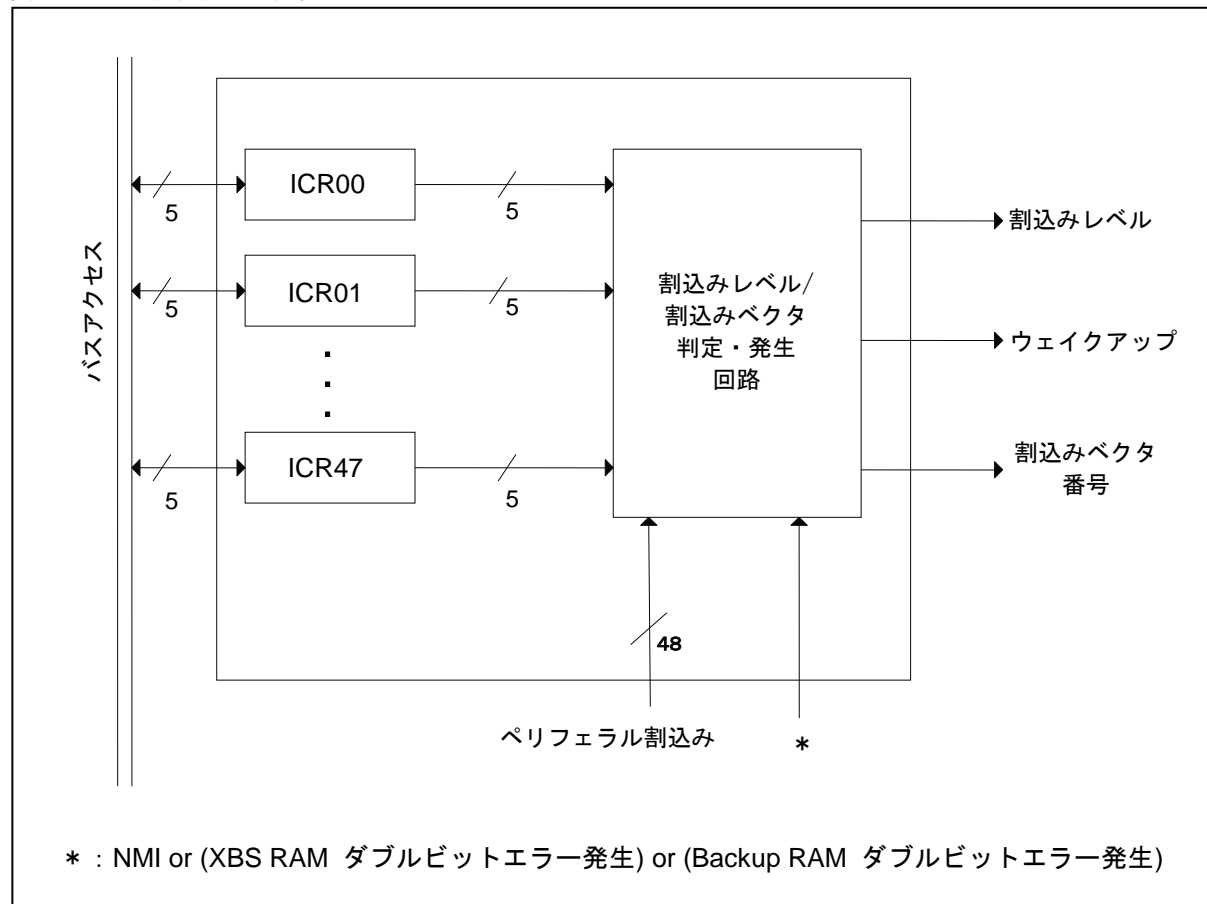 バスアクセス
ICR00
5
5
ICR01
5
5
ICR47
5
5
割込みレベル/
割込みベクタ
判定・発生
回路
割込みレベル
ウェイクアップ
割込みベクタ
番号
48
ペリフェラル割込み
*
* : NMI or (XBS RAM ダブルビットエラー発生) or (Backup RAM ダブルビットエラー発生)